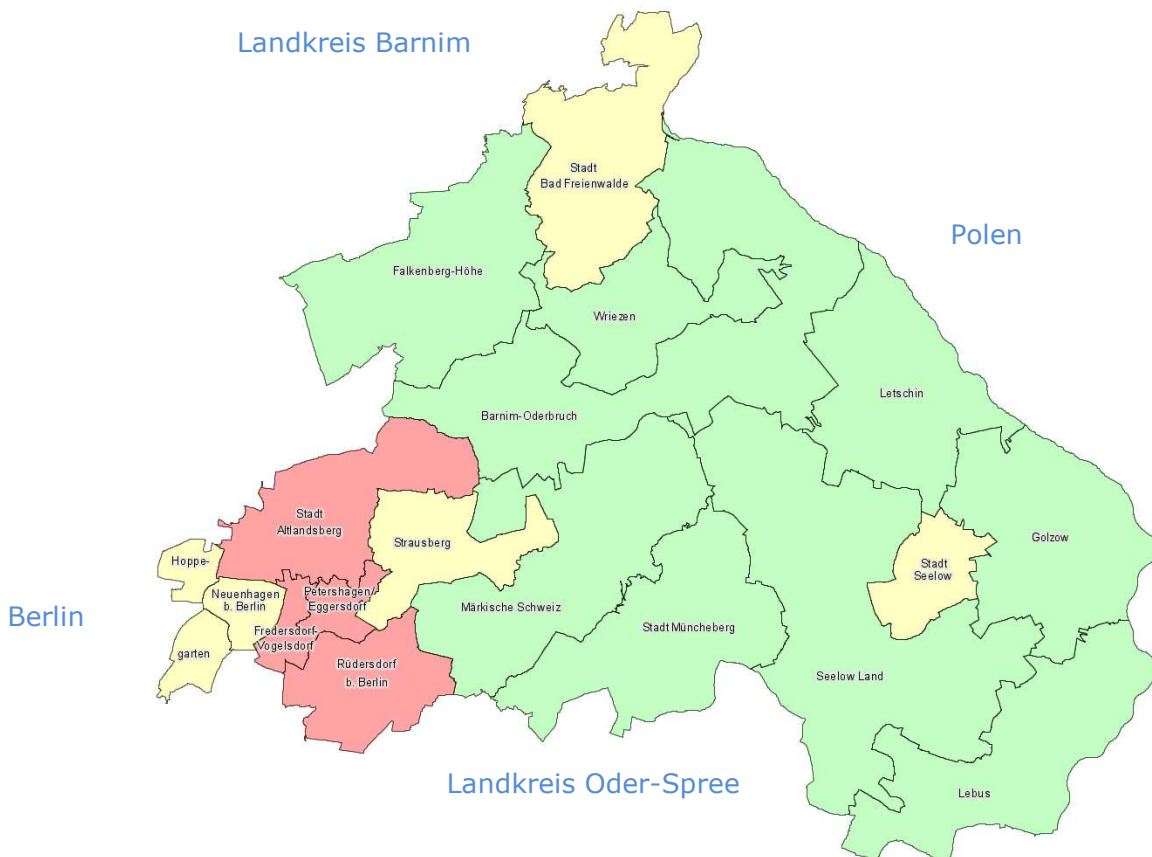 Landkreis Barnim
Stadt
Bad Freienwalde
Polen
Falkenberg-Höhe
Wriezen
Letschin
Barnim-Oderbruch
Stadt
Altlandsberg
Strausberg
Golzow
Hoppe-
Stadt
Seelow
Neuenhagen
b. Berlin
Petershagen/
Eggersdorf
Märkische Schweiz
Berlin
Fredersdorf-
Vogelsdorf
Stadt Müncheberg
garten
Rüdersdorf
b. Berlin
Seelow Land
Landkreis Oder-Spree
Lebus